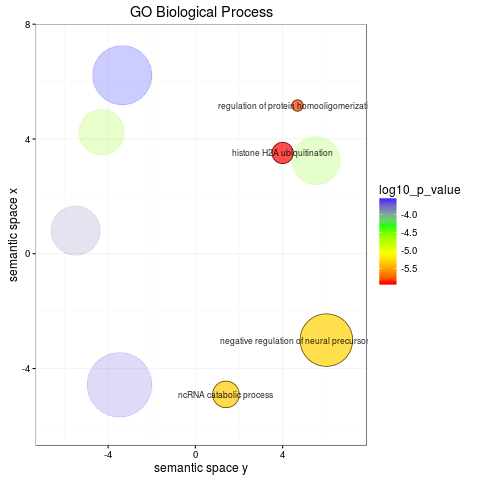 GO Biological Process
8
4
0
-4
semantic space x
regulation of protein homooligomerizati
histone H2A ubiquitination
negative regulation of neural precursor
ncRNA catabolic process
-4
0
4
semantic space y
log10_p_value
-4.0
-4.5
-5.0
-5.5